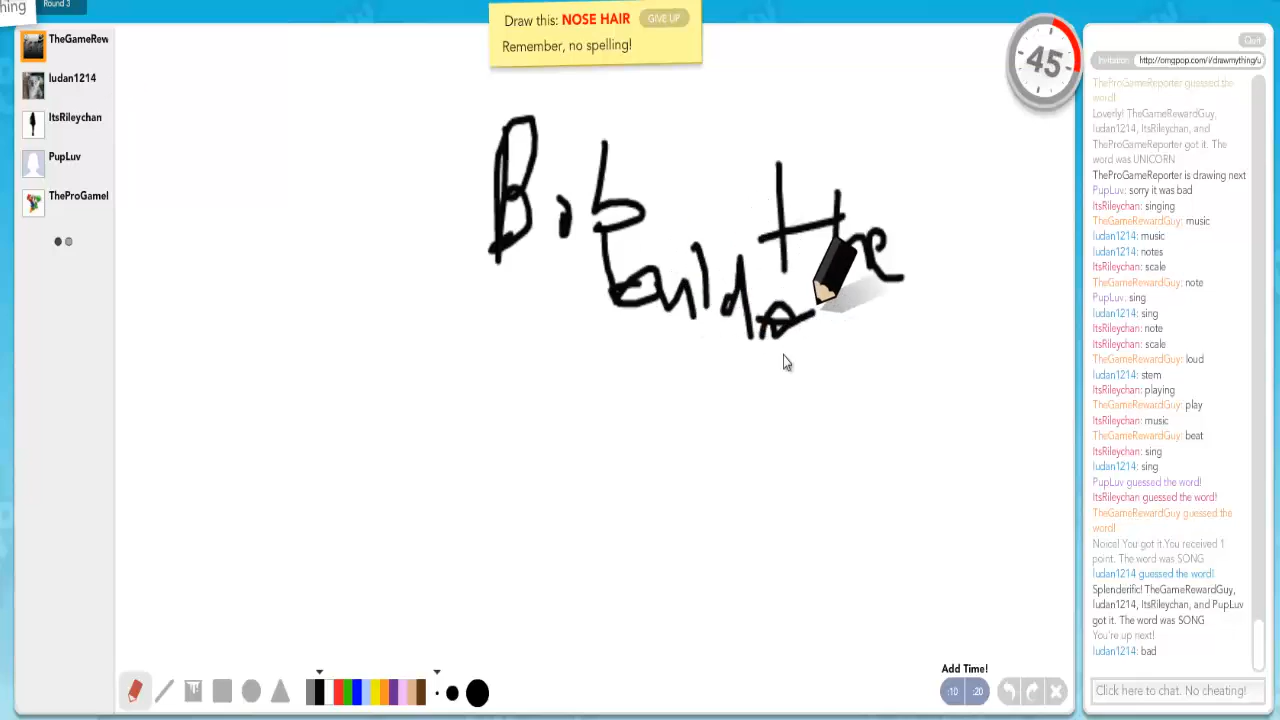 hing
Round 3
Draw this: NOSE HAIR
GIVE UP
Remember, no spelling!
45
Quit
Invitation
http://omgpop.com/i/drawmything/u
TheGameRew
ludan1214
ItsRileychan
PupLuv
TheProGameI
Bob The
build
TheProGameReporter guessed the
word!
Loverly! TheGameRewardGuy,
ludan1214, ItsRileychan, and
TheProGameReporter got it. The
word was UNICORN
TheProGameReporter is drawing next
PupLuv: sorry it was bad
ItsRileychan: singing
TheGameRewardGuy: music
ludan1214: music
ludan1214: notes
ItsRileychan: scale
TheGameRewardGuy: note
PupLuv: sing
ludan1214: sing
ItsRileychan: note
ItsRileychan: scale
TheGameRewardGuy: loud
ludan1214: stem
ItsRileychan: playing
TheGameRewardGuy: play
ItsRileychan: music
TheGameRewardGuy: beat
ItsRileychan: sing
ludan1214: sing
PupLuv guessed the word!
ItsRileychan guessed the word!
TheGameRewardGuy guessed the
word!
Noice! You got it.You received 1
point. The word was SONG
ludan1214 guessed the word!
Splenderific! TheGameRewardGuy,
ludan1214, ItsRileychan, and PupLuv
got it. The word was SONG
You're up next!
ludan1214: bad
Add Time!
:10 :20
Click here to chat. No cheating!